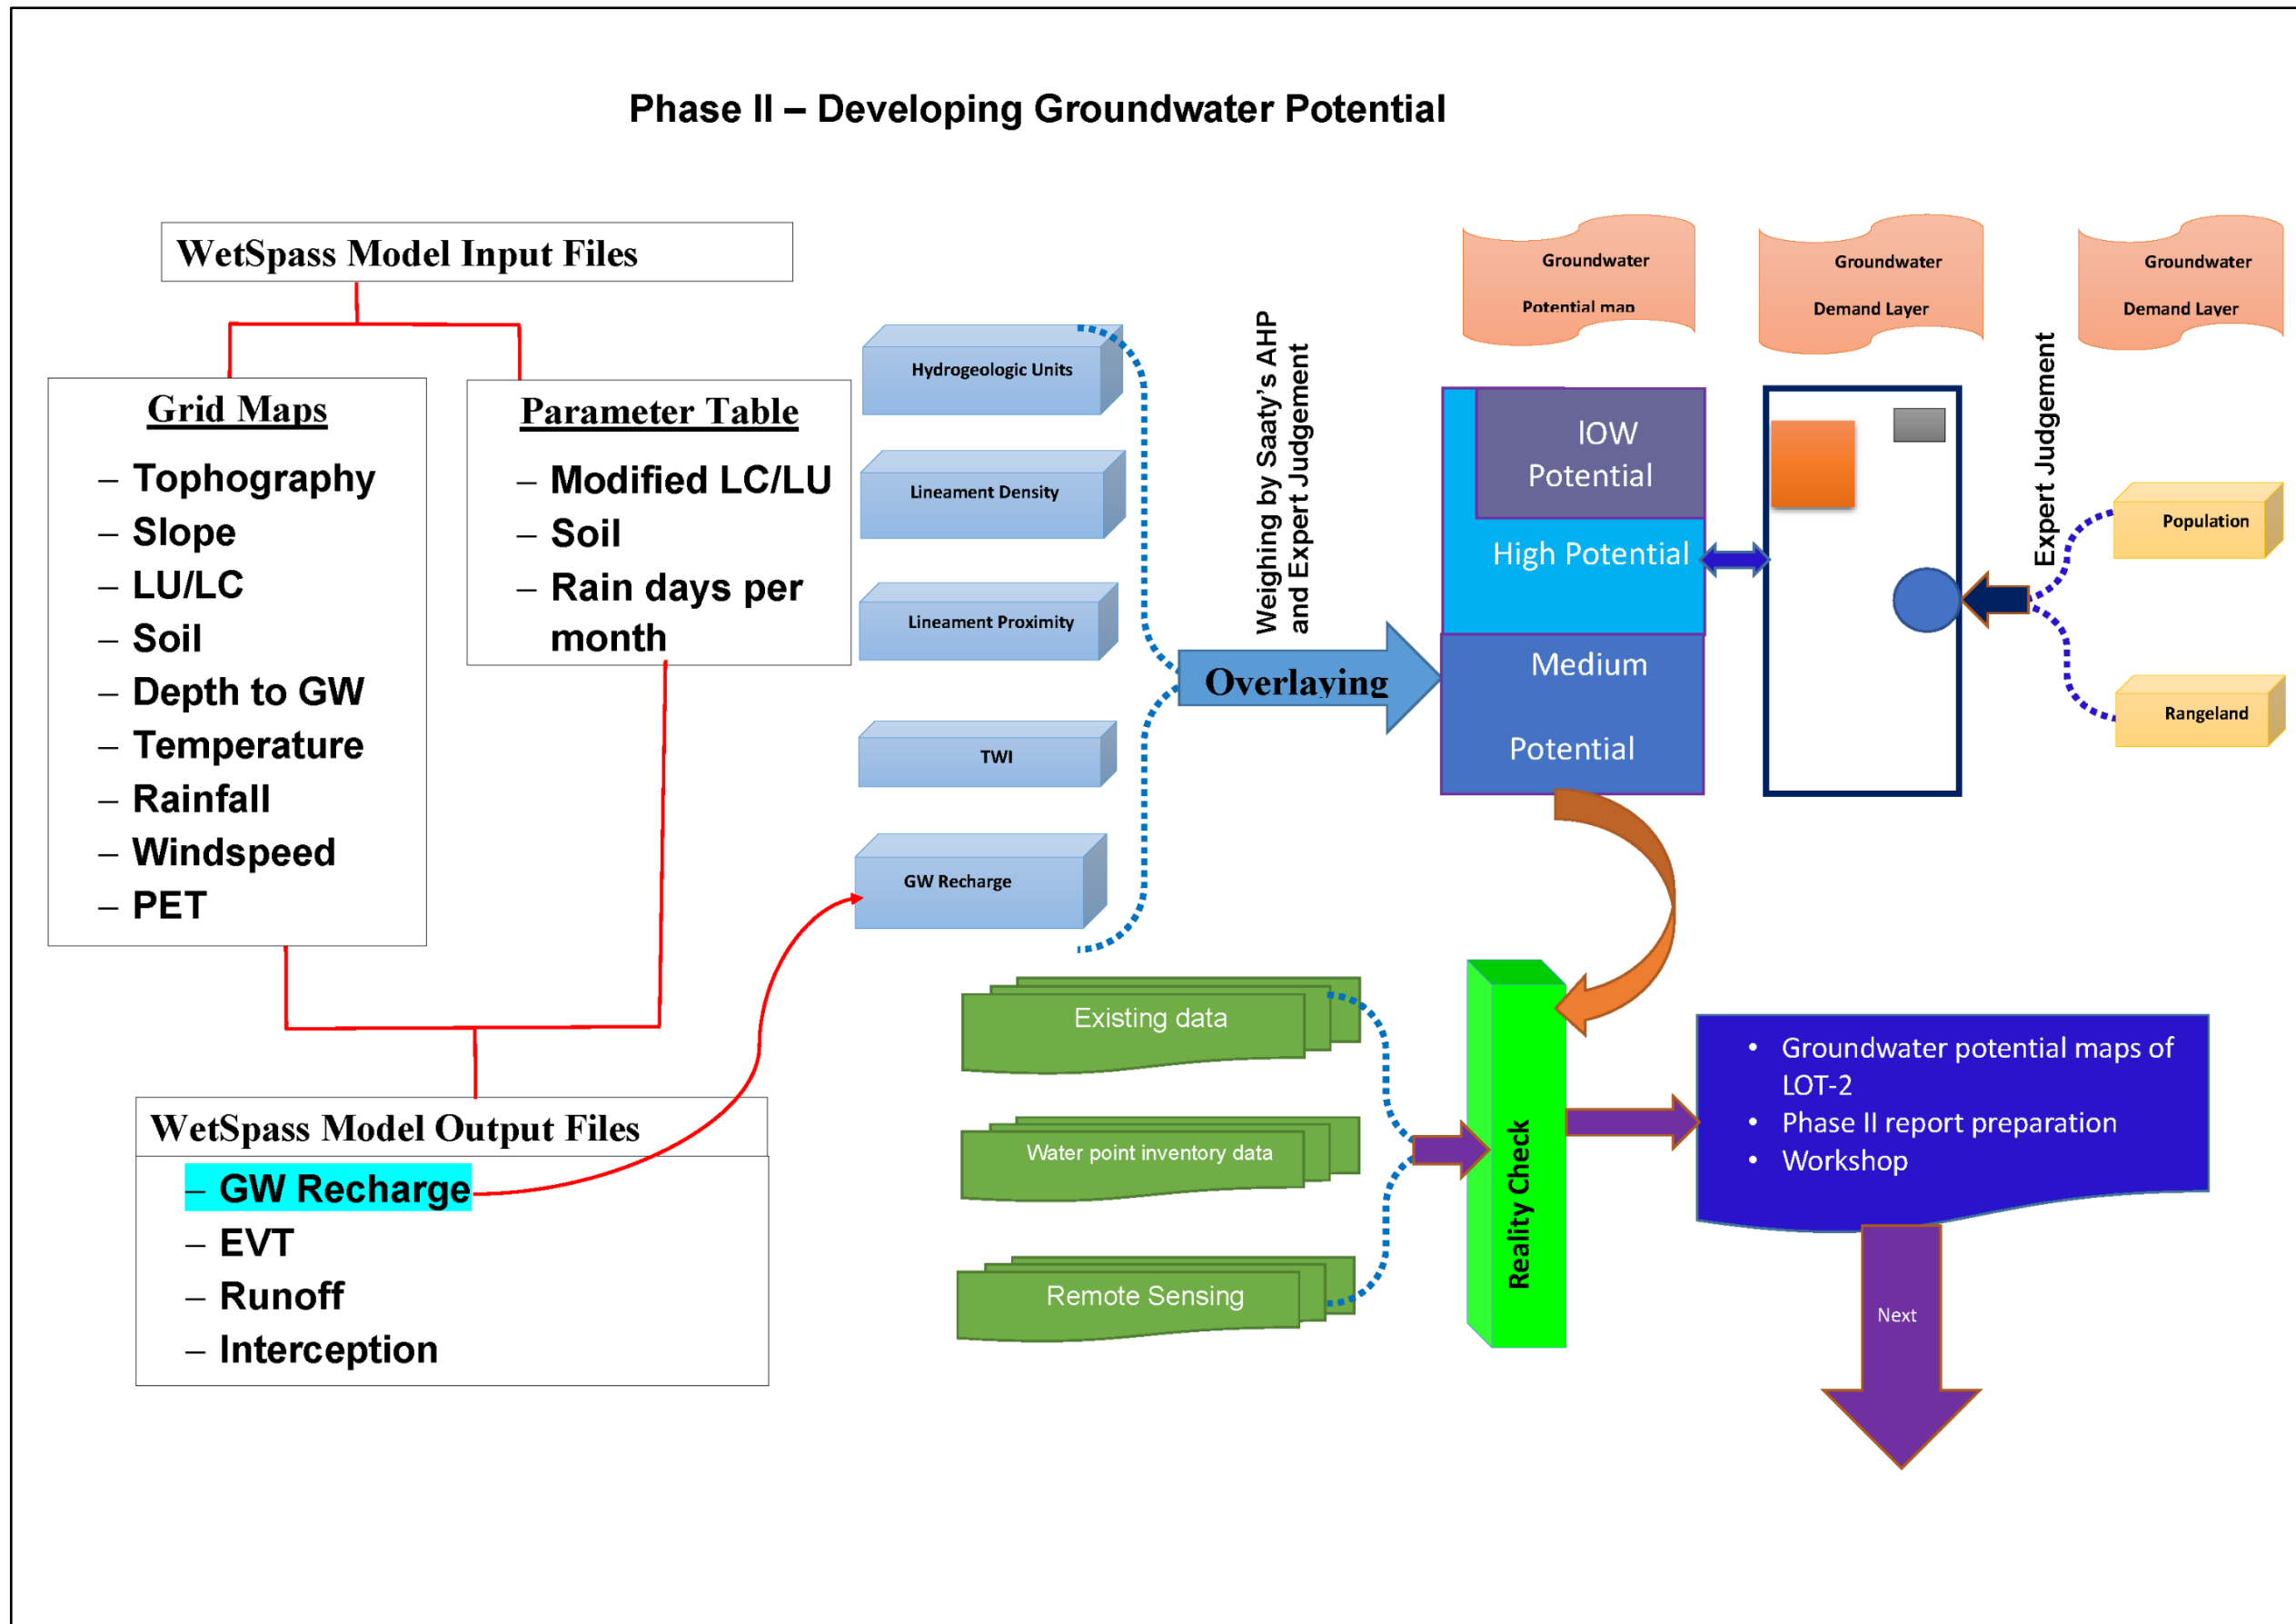 Phase II – Developing Groundwater Potential
WetSpass Model Input Files
Grid Maps
– Tophography
– Slope
– LU/LC
– Soil
– Depth to GW
– Temperature
– Rainfall
– Windspeed
– PET
Parameter Table
– Modified LC/LU
– Soil
– Rain days per
month
WetSpass Model Output Files
– GW Recharge
– EVT
– Runoff
– Interception
Hydrogeologic Units
Lineament Density
Lineament Proximity
TWI
GW Recharge
Weighing by Saaty's AHP
and Expert Judgement
Overlaying
Groundwater
Potential map
Groundwater
Demand Layer
Groundwater
Demand Layer
lOW
Potential
High Potential
Medium
Potential
Expert Judgement
Population
Rangeland
Existing data
Water point inventory data
Remote Sensing
Reality Check
• Groundwater potential maps of
LOT-2
• Phase II report preparation
• Workshop
Next